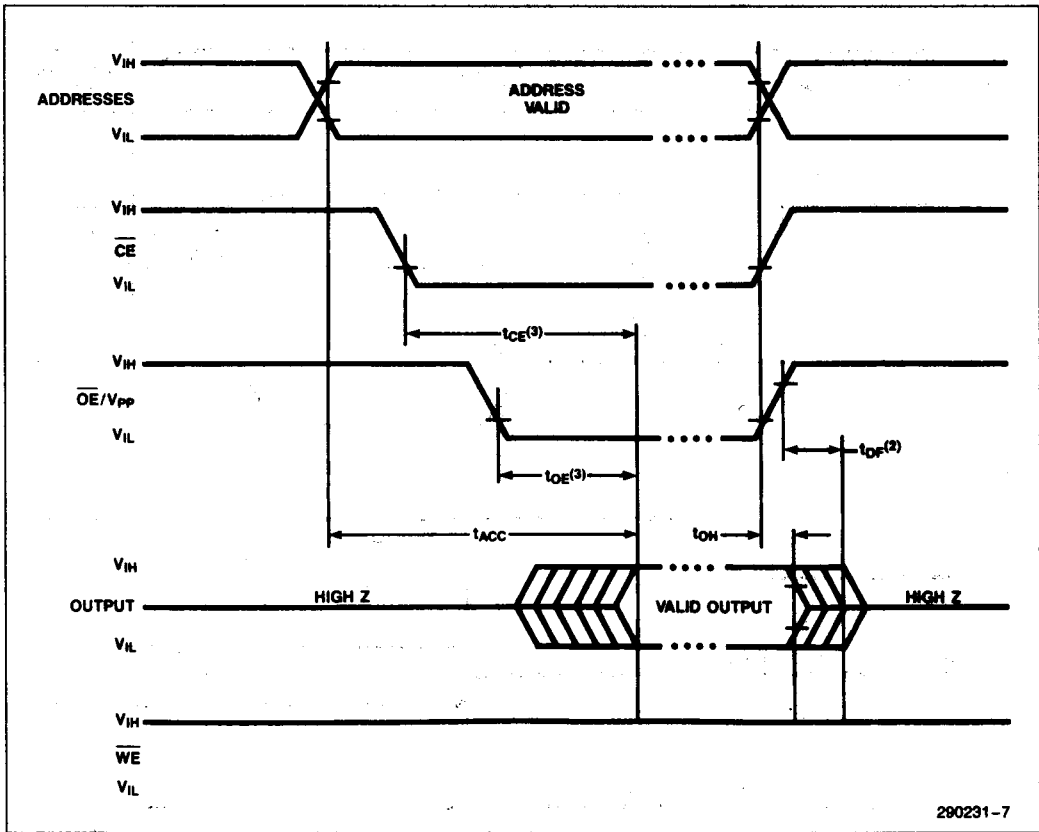 VIH
ADDRESSES
ADDRESS
VALID
VIL
VIH
CE
VIL
tCE(3)
VIH
OE/VPP
VIL
tDF(2)
tOE(3)
tACC
tOH
VIH
OUTPUT
HIGH Z
VALID OUTPUT
HIGH Z
VIL
VIH
WE
VIL
290231-7